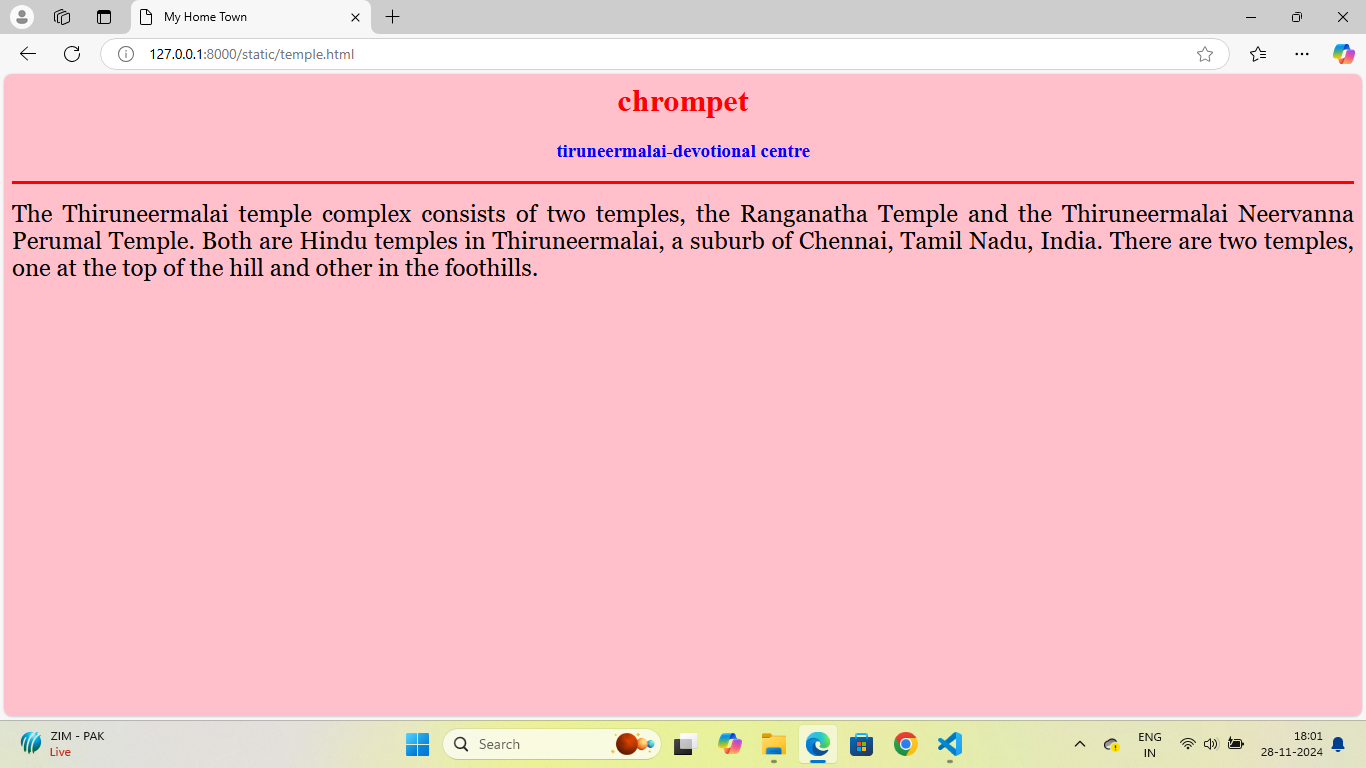 My Home Town
127.0.0.1:8000/static/temple.html
chrompet
tiruneermalai-devotional centre
The Thiruneermalai temple complex consists of two temples, the Ranganatha Temple and the Thiruneermalai Neervanna
Perumal Temple. Both are Hindu temples in Thiruneermalai, a suburb of Chennai, Tamil Nadu, India. There are two temples,
one at the top of the hill and other in the foothills.
ZIM - PAK
Live
Search
ENG
IN
18:01
28-11-2024